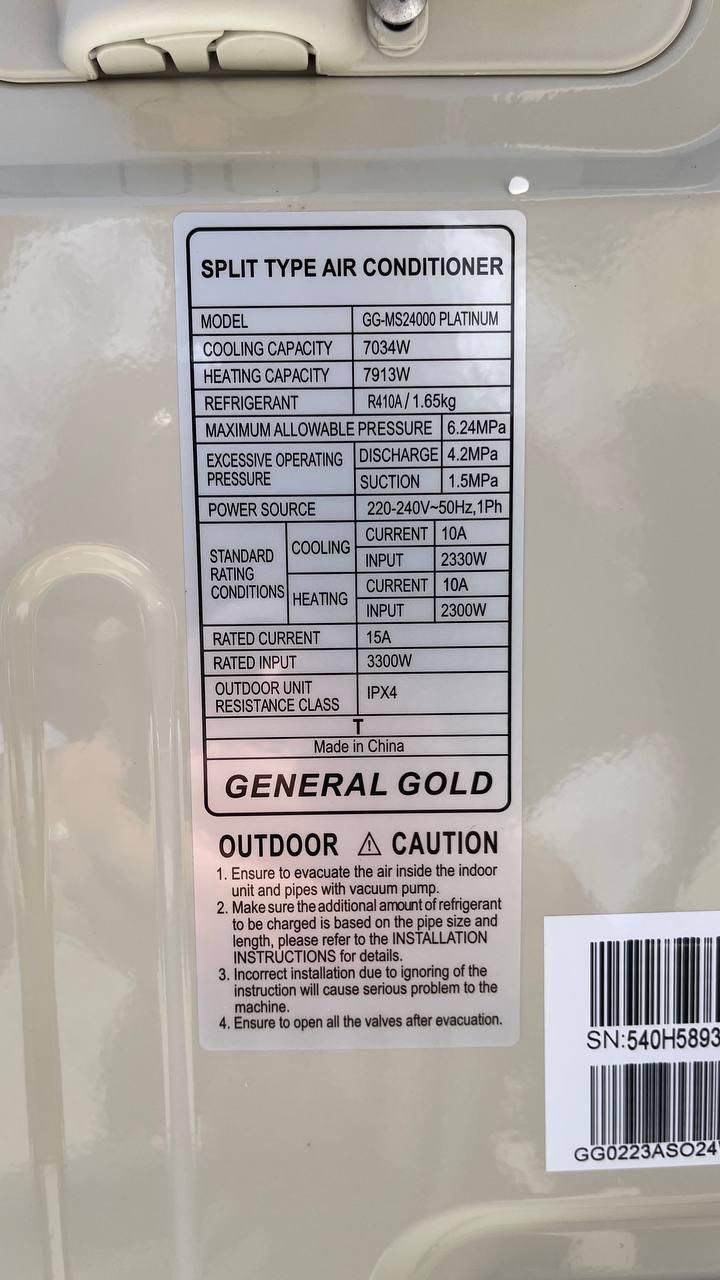 SPLIT TYPE AIR CONDITIONER
MODEL GG-MS24000 PLATINUM
COOLING CAPACITY 7034W
HEATING CAPACITY 7913W
REFRIGERANT R410A / 1.65kg
MAXIMUM ALLOWABLE PRESSURE 6.24MPa
EXCESSIVE OPERATING PRESSURE DISCHARGE 4.2MPa
SUCTION 1.5MPa
POWER SOURCE 220-240V~50Hz,1Ph
STANDARD RATING CONDITIONS COOLING CURRENT 10A
INPUT 2330W
HEATING CURRENT 10A
INPUT 2300W
RATED CURRENT 15A
RATED INPUT 3300W
OUTDOOR UNIT RESISTANCE CLASS IPX4
T
Made in China
GENERAL GOLD
OUTDOOR ⚠ CAUTION
1. Ensure to evacuate the air inside the indoor
unit and pipes with vacuum pump.
2. Make sure the additional amount of refrigerant
to be charged is based on the pipe size and
length, please refer to the INSTALLATION
INSTRUCTIONS for details.
3. Incorrect installation due to ignoring of the
instruction will cause serious problem to the
machine.
4. Ensure to open all the valves after evacuation.
SN:540H5893
GG0223ASO24